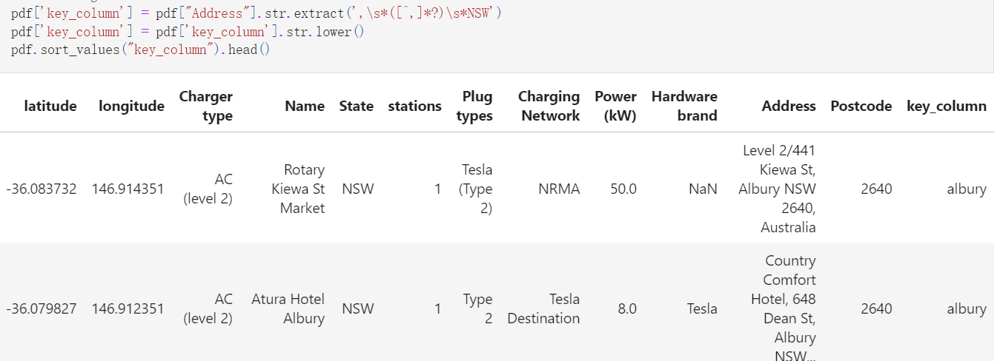 pdf['key_column'] = pdf["Address"].str.extract(',\s*([^,]*?)\s*NSW')
pdf['key_column'] = pdf['key_column'].str.lower()
pdf.sort_values("key_column").head()
latitude longitude Charger type Name State stations Plug types Charging Network Power (kW) Hardware brand Address Postcode key_column
-36.083732 146.914351 AC (level 2) Rotary Kiewa St Market NSW 1 Tesla (Type 2) NRMA 50.0 NaN Level 2/441 Kiewa St, Albury NSW 2640, Australia 2640 albury
-36.079827 146.912351 AC (level 2) Atura Hotel Albury NSW 1 Type 2 Tesla Destination 8.0 Tesla Country Comfort Hotel, 648 Dean St, Albury NSW... 2640 albury